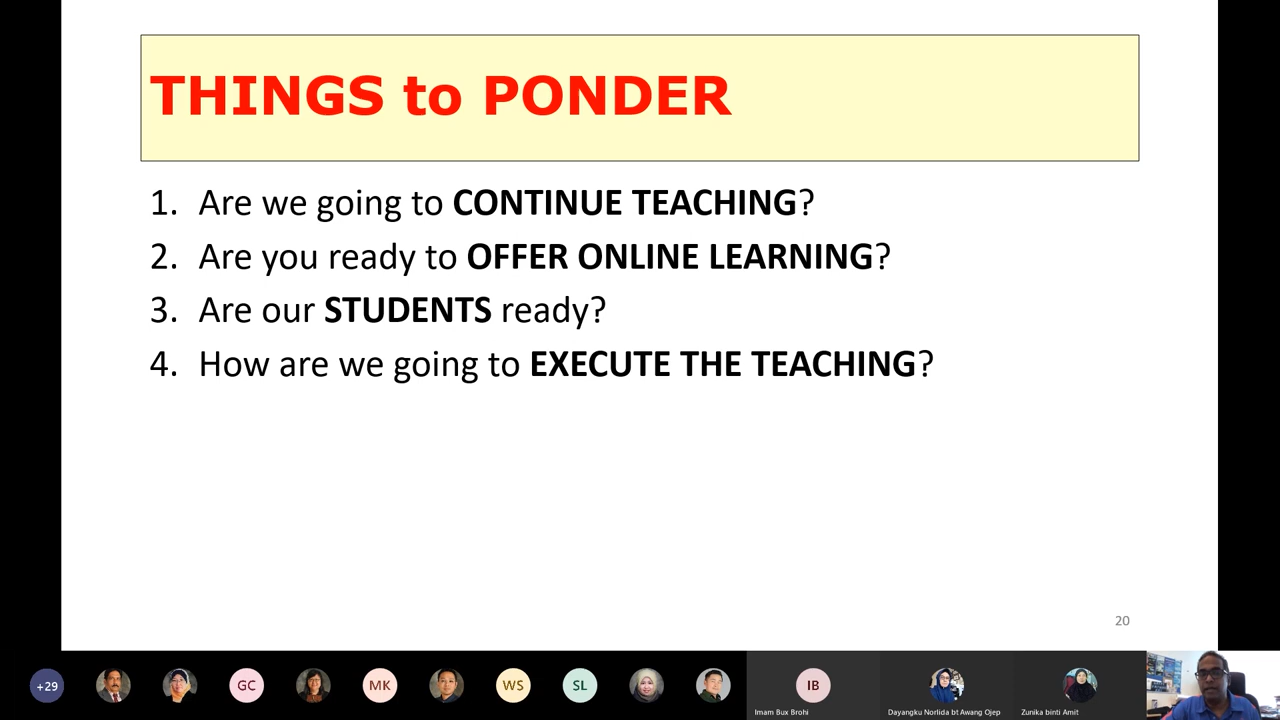 THINGS to PONDER
1. Are we going to CONTINUE TEACHING?
2. Are you ready to OFFER ONLINE LEARNING?
3. Are our STUDENTS ready?
4. How are we going to EXECUTE THE TEACHING?
20
+29
GC
MK
WS
SL
IB
Imam Bux Brohi
Dayangku Norlida bt Awang Ojep
Zunika binti Amit